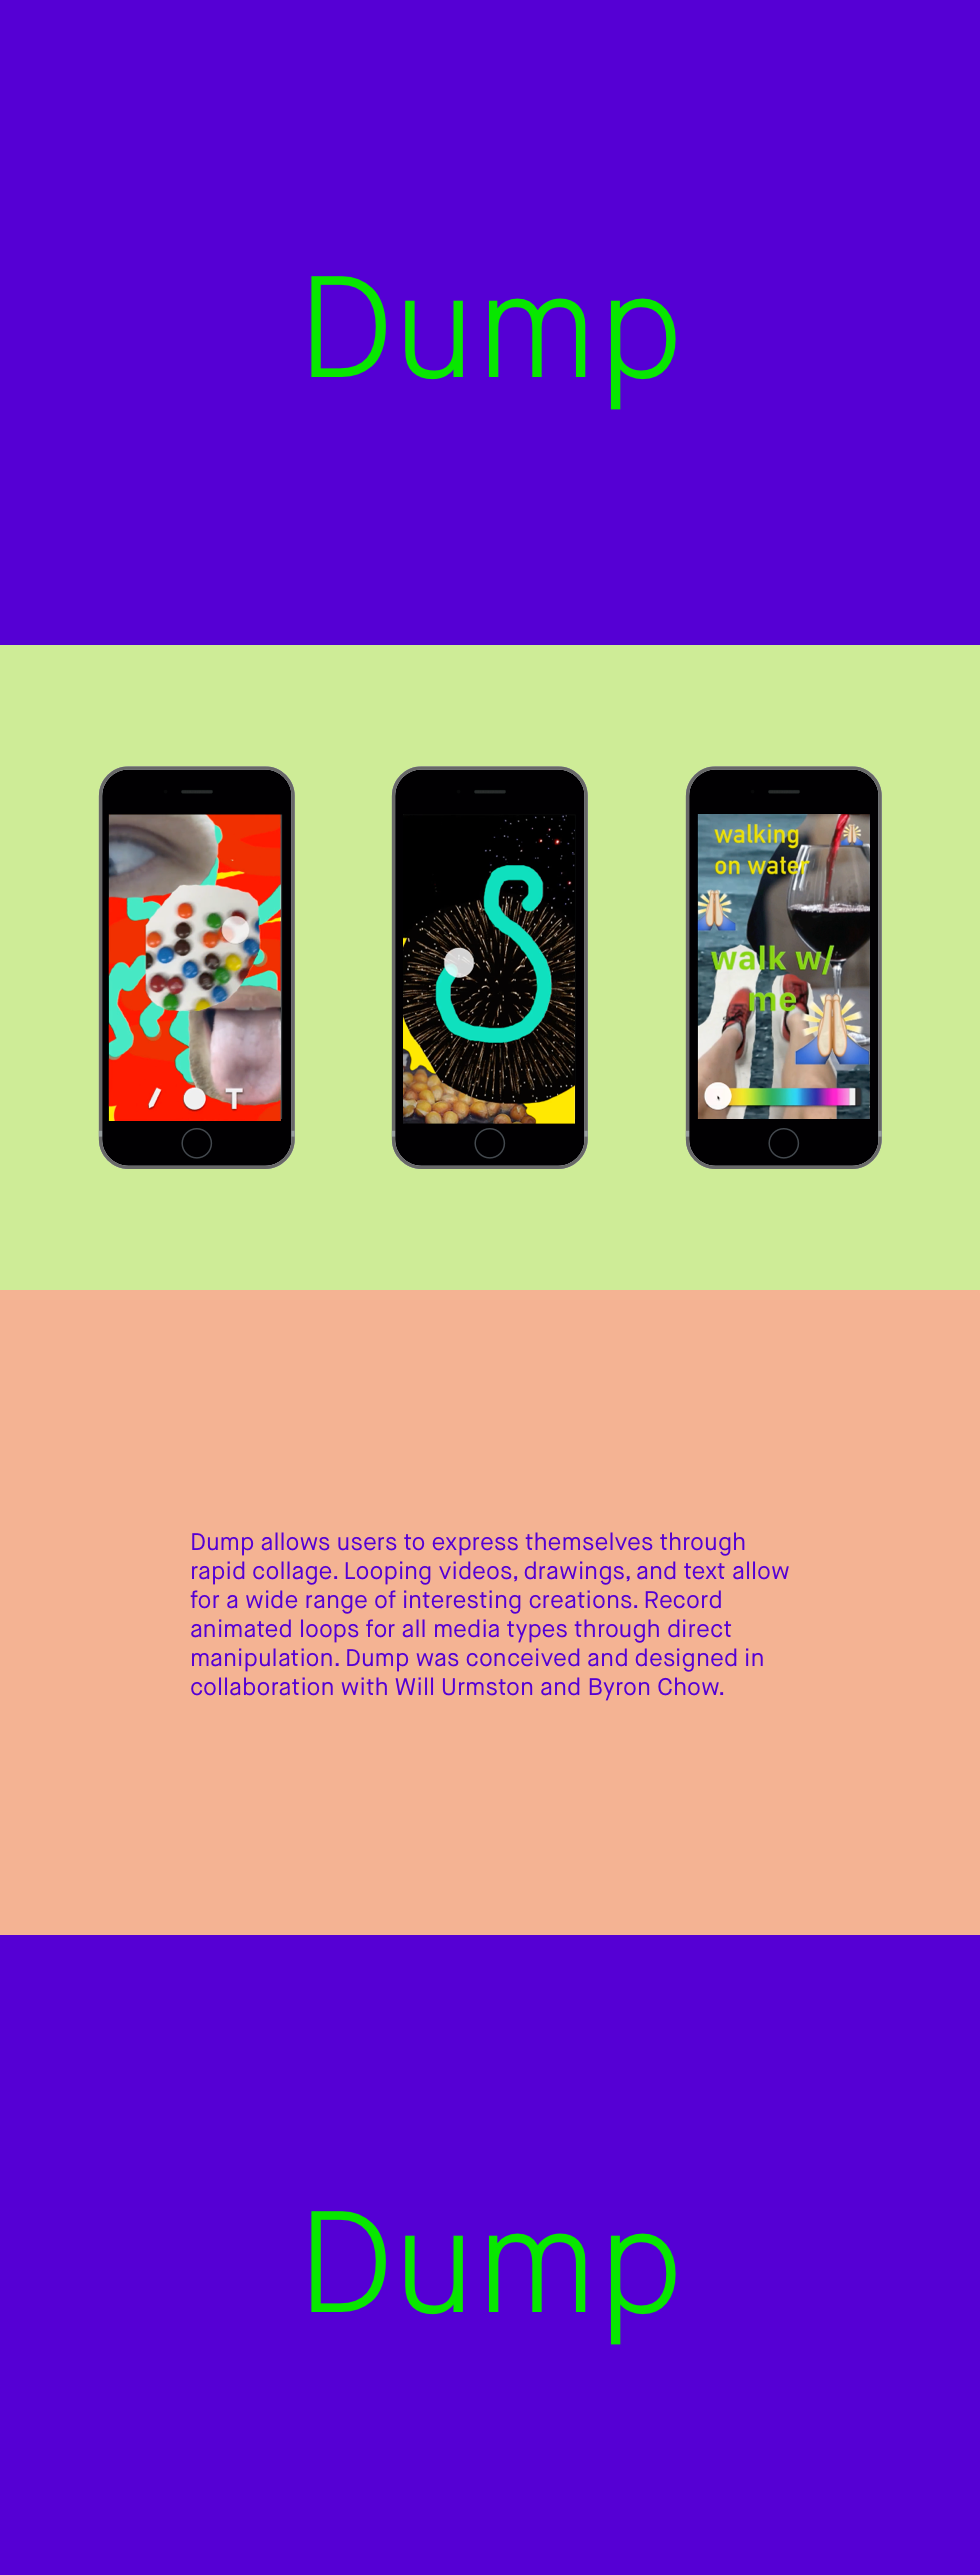 Dump
T
walking
on water
walk w/
me
Dump allows users to express themselves through
rapid collage. Looping videos, drawings, and text allow
for a wide range of interesting creations. Record
animated loops for all media types through direct
manipulation. Dump was conceived and designed in
collaboration with Will Urmston and Byron Chow.
Dump